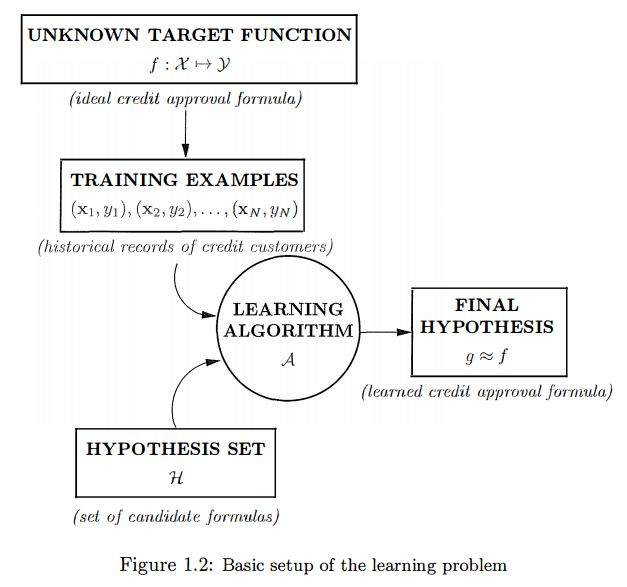 UNKNOWN TARGET FUNCTION
f : 𝒳 ↦ 𝒴
(ideal credit approval formula)
TRAINING EXAMPLES
(x₁, y₁), (x₂, y₂), . . . , (x_N, y_N)
(historical records of credit customers)
LEARNING
ALGORITHM
𝒜
FINAL
HYPOTHESIS
g ≈ f
(learned credit approval formula)
HYPOTHESIS SET
ℋ
(set of candidate formulas)
Figure 1.2: Basic setup of the learning problem